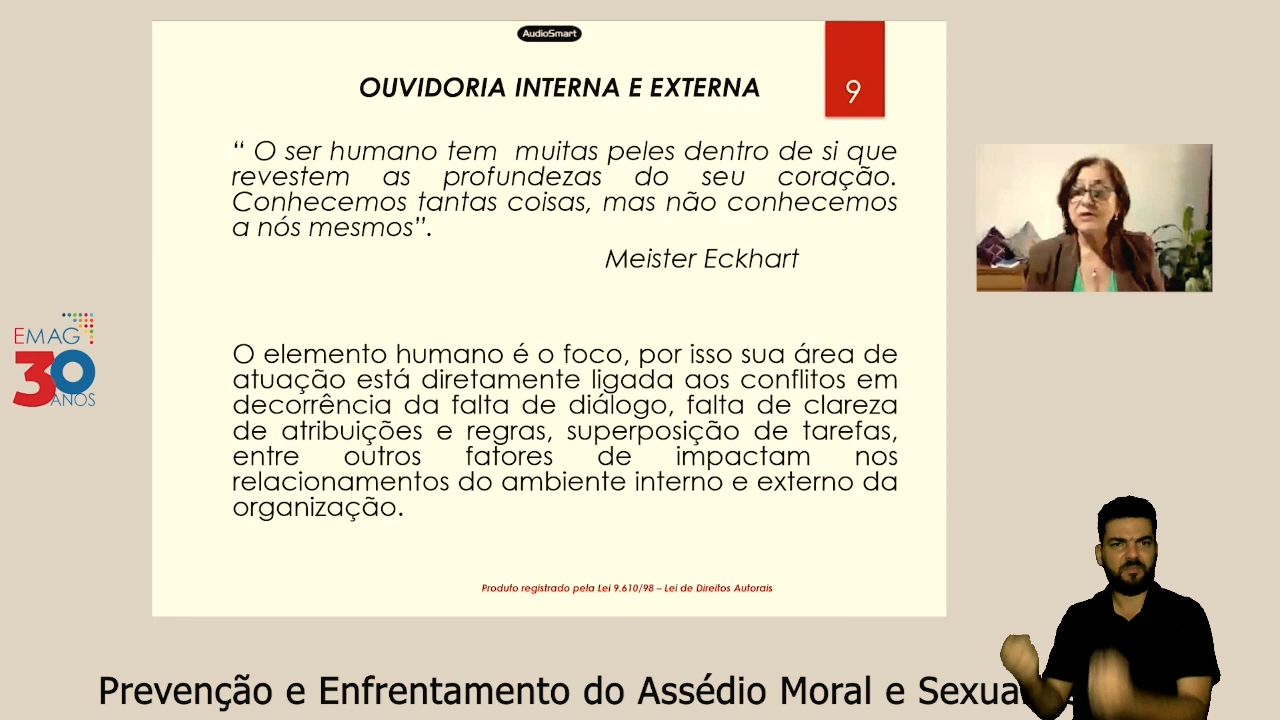 AudioSmart
OUVIDORIA INTERNA E EXTERNA
9
“ O ser humano tem muitas peles dentro de si que
revestem as profundezas do seu coração.
Conhecemos tantas coisas, mas não conhecemos
a nós mesmos”.
Meister Eckhart
O elemento humano é o foco, por isso sua área de
atuação está diretamente ligada aos conflitos em
decorrência da falta de diálogo, falta de clareza
de atribuições e regras, superposição de tarefas,
entre outros fatores de impactam nos
relacionamentos do ambiente interno e externo da
organização.
Produto registrado pela Lei 9.610/98 – Lei de Direitos Autorais
EMAG
30
ANOS
Prevenção e Enfrentamento do Assédio Moral e